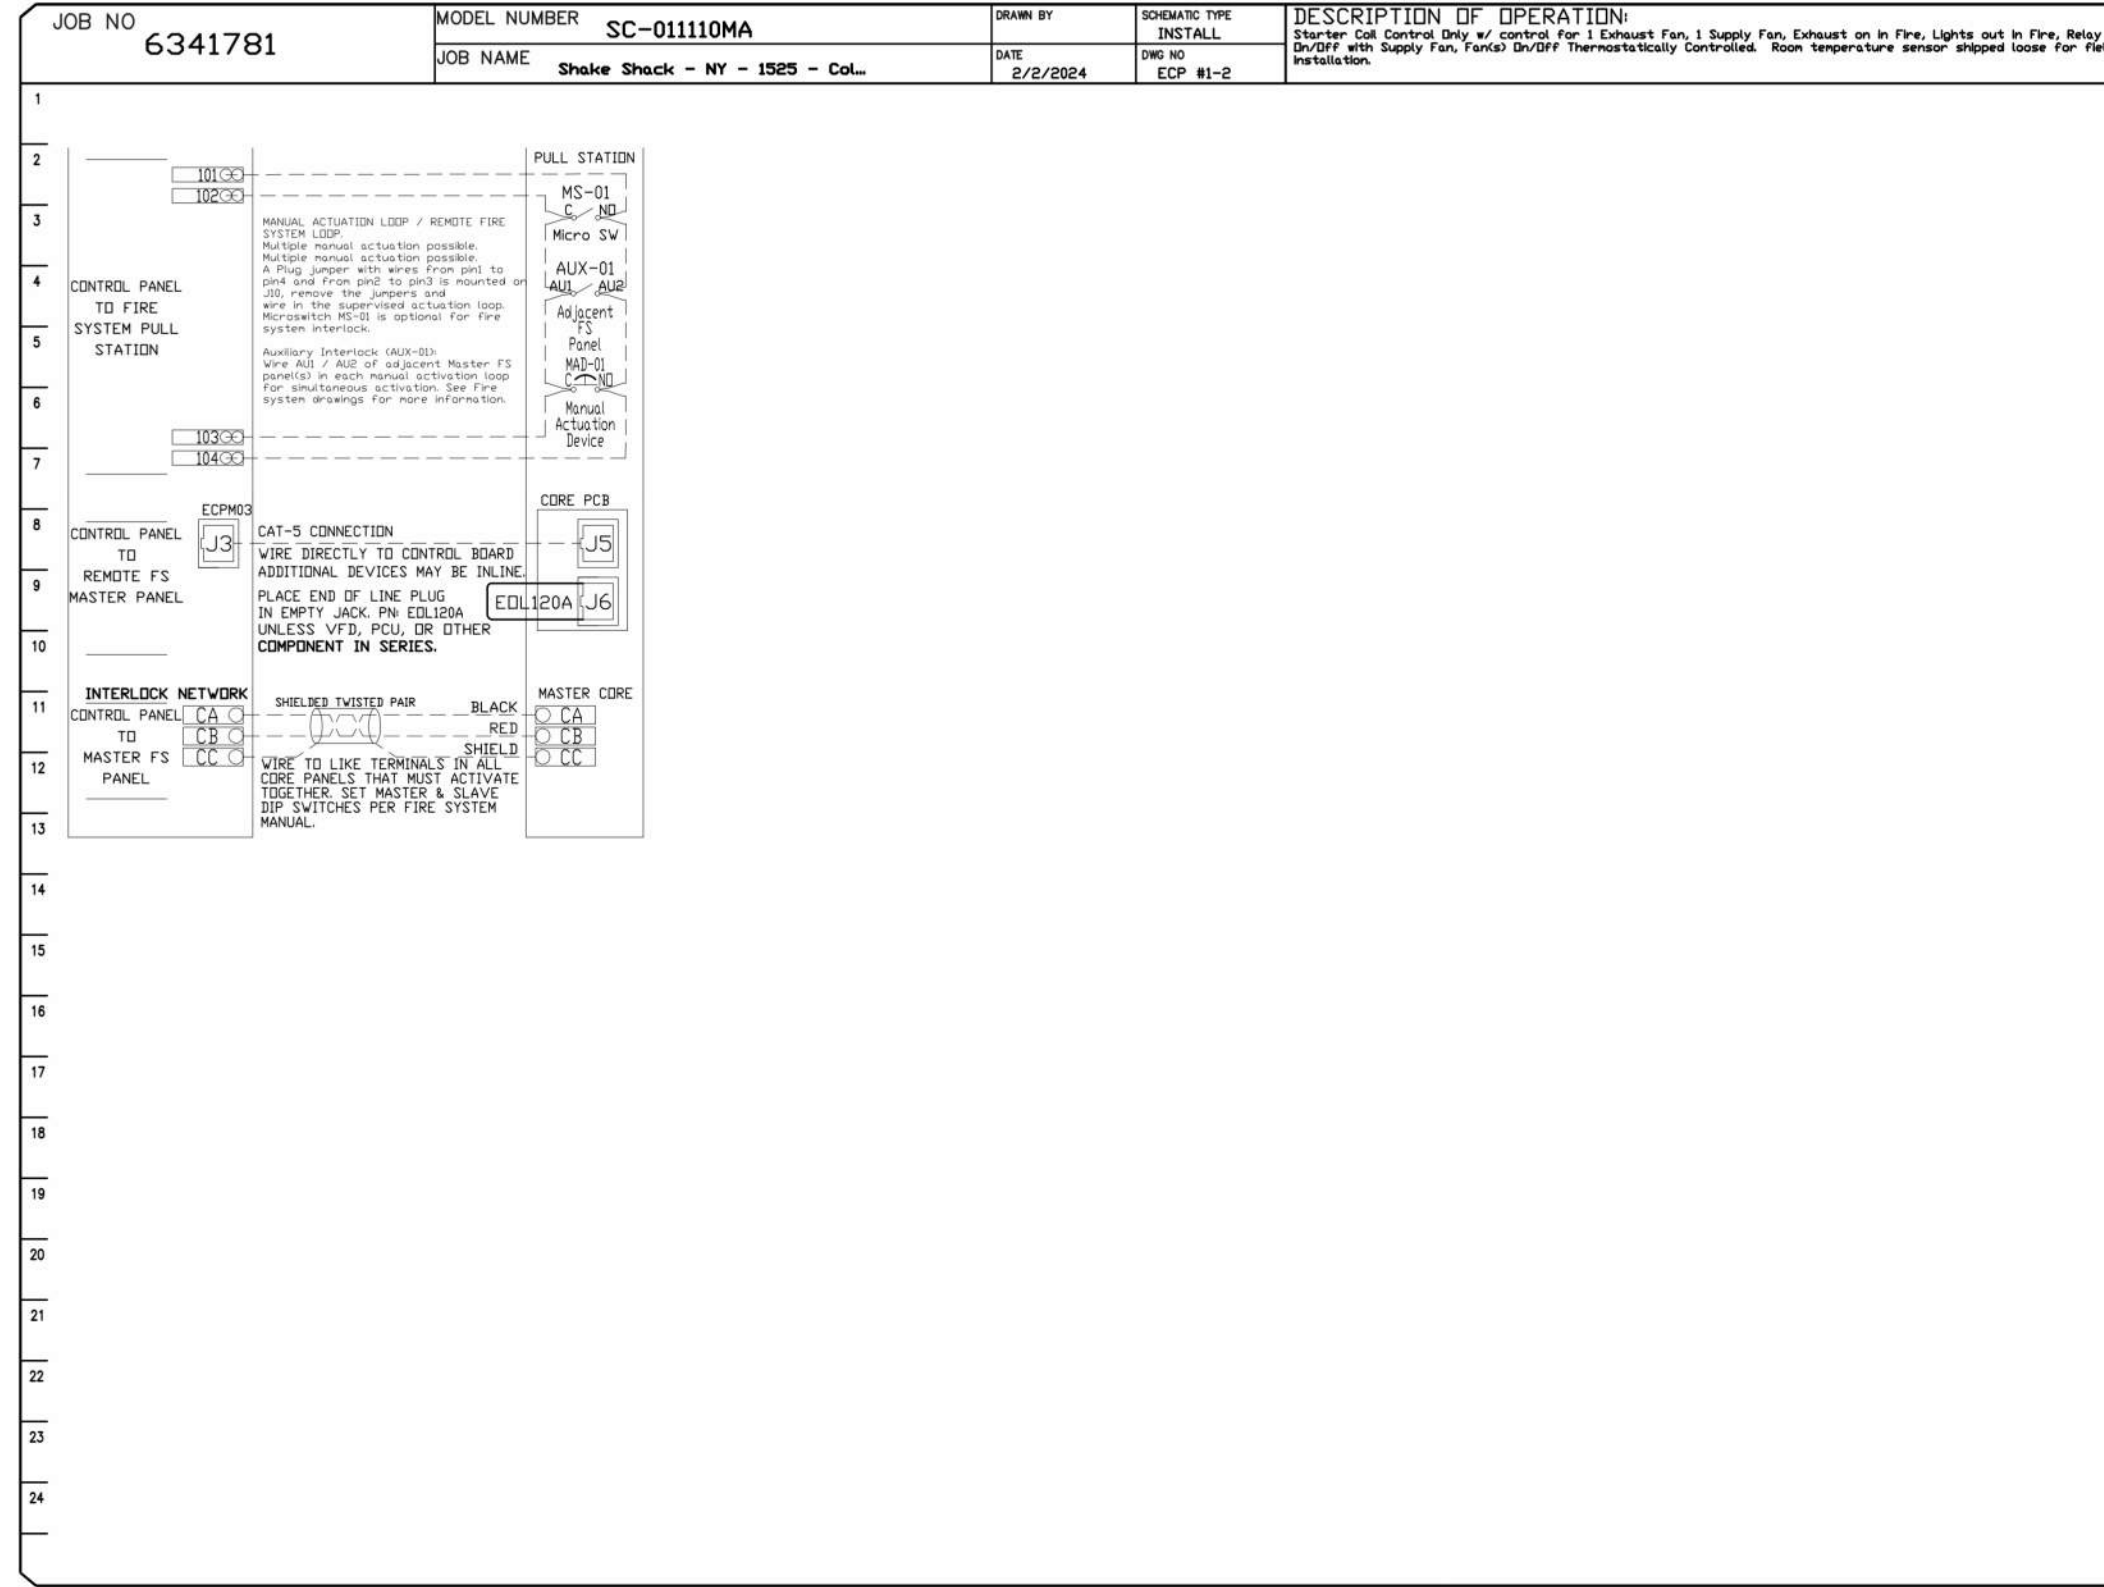 JOB NO
6341781
MODEL NUMBER
SC-011110MA
JOB NAME
Shake Shack - NY - 1525 - Col...
DRAWN BY
DATE
2/2/2024
SCHEMATIC TYPE
INSTALL
DWG NO
ECP #1-2
DESCRIPTION OF OPERATION:
Starter Coil Control Only w/ control for 1 Exhaust Fan, 1 Supply Fan, Exhaust on in Fire, Lights out in Fire, Relay
On/Off with Supply Fan, Fan(s) On/Off Thermostatically Controlled. Room temperature sensor shipped loose for fiel
Installation.
1
2
3
4
5
6
7
8
9
10
11
12
13
14
15
16
17
18
19
20
21
22
23
24
CONTROL PANEL
TO FIRE
SYSTEM PULL
STATION
101
102
103
104
MANUAL ACTUATION LOOP / REMOTE FIRE
SYSTEM LOOP.
Multiple manual actuation possible.
Multiple manual actuation possible.
A Plug jumper with wires from pin1 to
pin4 and from pin2 to pin3 is mounted on
J10, remove the jumpers and
wire in the supervised actuation loop.
Microswitch MS-01 is optional for fire
system interlock.
Auxiliary Interlock (AUX-01):
Wire AU1 / AU2 of adjacent Master FS
panel(s) in each manual activation loop
for simultaneous activation. See Fire
system drawings for more information.
PULL STATION
MS-01
C NO
Micro SW
AUX-01
AU1 AU2
Adjacent
FS
Panel
MAD-01
C NO
Manual
Actuation
Device
CONTROL PANEL
TO
REMOTE FS
MASTER PANEL
ECPM03
J3
CAT-5 CONNECTION
WIRE DIRECTLY TO CONTROL BOARD
ADDITIONAL DEVICES MAY BE INLINE.
PLACE END OF LINE PLUG
IN EMPTY JACK. PN: EOL120A
UNLESS VFD, PCU, OR OTHER
COMPONENT IN SERIES.
CORE PCB
J5
EOL120A
J6
INTERLOCK NETWORK
CONTROL PANEL
TO
MASTER FS
PANEL
CA
CB
CC
SHIELDED TWISTED PAIR
BLACK
RED
SHIELD
WIRE TO LIKE TERMINALS IN ALL
CORE PANELS THAT MUST ACTIVATE
TOGETHER. SET MASTER & SLAVE
DIP SWITCHES PER FIRE SYSTEM
MANUAL.
MASTER CORE
CA
CB
CC